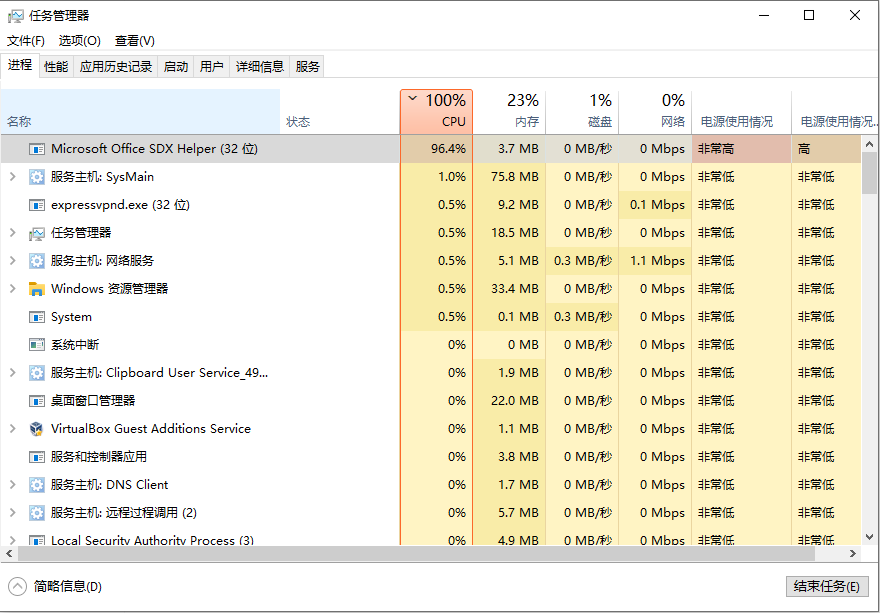 任务管理器
文件(F) 选项(O) 查看(V)
进程 性能 应用历史记录 启动 用户 详细信息 服务
100% 23% 1% 0%
名称 状态 CPU 内存 磁盘 网络 电源使用情况 电源使用情况...
Microsoft Office SDX Helper (32 位) 96.4% 3.7 MB 0 MB/秒 0 Mbps 非常高 高
服务主机: SysMain 1.0% 75.8 MB 0 MB/秒 0 Mbps 非常低 非常低
expressvpnd.exe (32 位) 0.5% 9.2 MB 0 MB/秒 0.1 Mbps 非常低 非常低
任务管理器 0.5% 18.5 MB 0 MB/秒 0 Mbps 非常低 非常低
服务主机: 网络服务 0.5% 5.1 MB 0.3 MB/秒 1.1 Mbps 非常低 非常低
Windows 资源管理器 0.5% 33.4 MB 0 MB/秒 0 Mbps 非常低 非常低
System 0.5% 0.1 MB 0.3 MB/秒 0 Mbps 非常低 非常低
系统中断 0% 0 MB 0 MB/秒 0 Mbps 非常低 非常低
服务主机: Clipboard User Service_49... 0% 1.9 MB 0 MB/秒 0 Mbps 非常低 非常低
桌面窗口管理器 0% 22.0 MB 0 MB/秒 0 Mbps 非常低 非常低
VirtualBox Guest Additions Service 0% 1.1 MB 0 MB/秒 0 Mbps 非常低 非常低
服务和控制器应用 0% 3.8 MB 0 MB/秒 0 Mbps 非常低 非常低
服务主机: DNS Client 0% 1.7 MB 0 MB/秒 0 Mbps 非常低 非常低
服务主机: 远程过程调用 (2) 0% 5.7 MB 0 MB/秒 0 Mbps 非常低 非常低
Local Security Authority Process (3) 0% 4.9 MB 0 MB/秒 0 Mbps 非常低 非常低
简略信息(D) 结束任务(E)